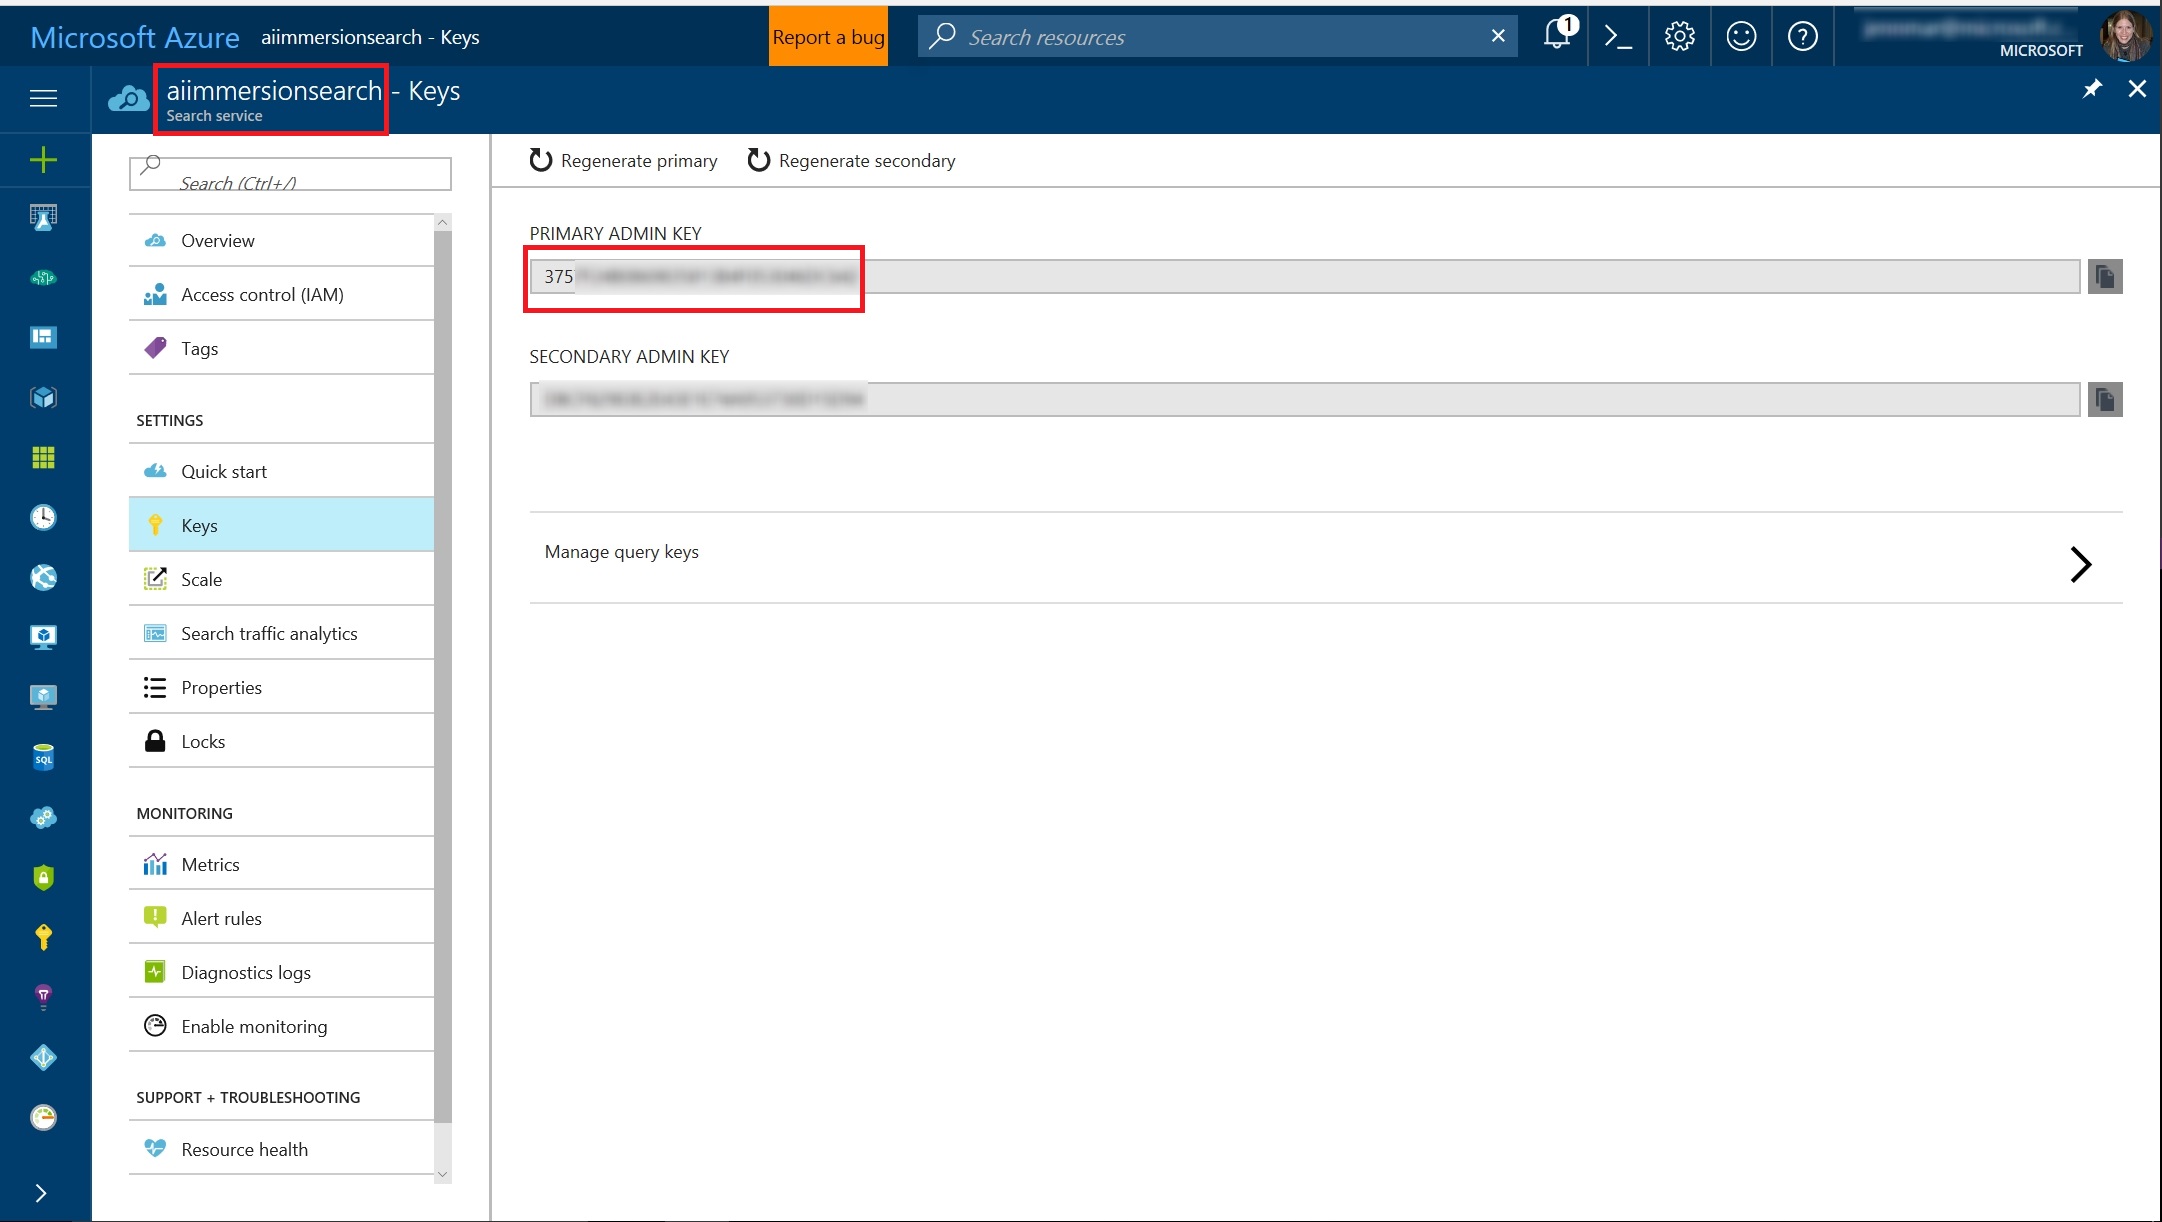 Microsoft Azure aiimmersionsearch - Keys
Report a bug
Search resources
1
MICROSOFT
aiimmersionsearch - Keys
Search service
Search (Ctrl+/)
Overview
Access control (IAM)
Tags
SETTINGS
Quick start
Keys
Scale
Search traffic analytics
Properties
Locks
MONITORING
Metrics
Alert rules
Diagnostics logs
Enable monitoring
SUPPORT + TROUBLESHOOTING
Resource health
SQL
Regenerate primary
Regenerate secondary
PRIMARY ADMIN KEY
375
SECONDARY ADMIN KEY
Manage query keys